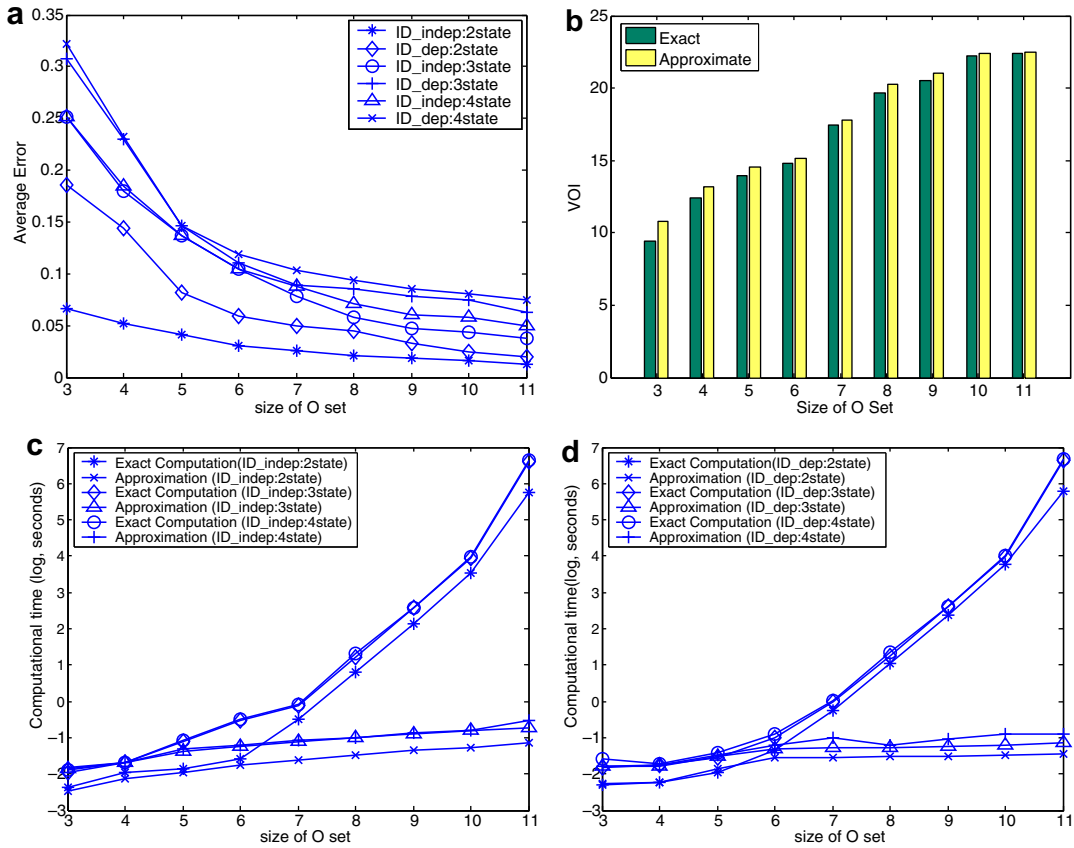 a
0.35
0.3
0.25
0.2
0.15
0.1
0.05
0
Average Error
3 4 5 6 7 8 9 10 11
size of O set
ID_indep:2state
ID_dep:2state
ID_indep:3state
ID_dep:3state
ID_indep:4state
ID_dep:4state
b
25
20
15
10
5
0
VOI
3 4 5 6 7 8 9 10 11
Size of O Set
Exact
Approximate
c
7
6
5
4
3
2
1
0
−1
−2
−3
Computational time (log, seconds)
3 4 5 6 7 8 9 10 11
size of O set
Exact Computation(ID_indep:2state)
Approximation (ID_indep:2state)
Exact Computation (ID_indep:3state)
Approximation (ID_indep:3state)
Exact Computation (ID_indep:4state)
Approximation (ID_indep:4state)
d
7
6
5
4
3
2
1
0
−1
−2
−3
Computational time(log, seconds)
3 4 5 6 7 8 9 10 11
size of O set
Exact Computation(ID_dep:2state)
Approximation (ID_dep:2state)
Exact Computation (ID_dep:3state)
Approximation (ID_dep:3state)
Exact Computation (ID_dep:4state)
Approximation (ID_dep:4state)